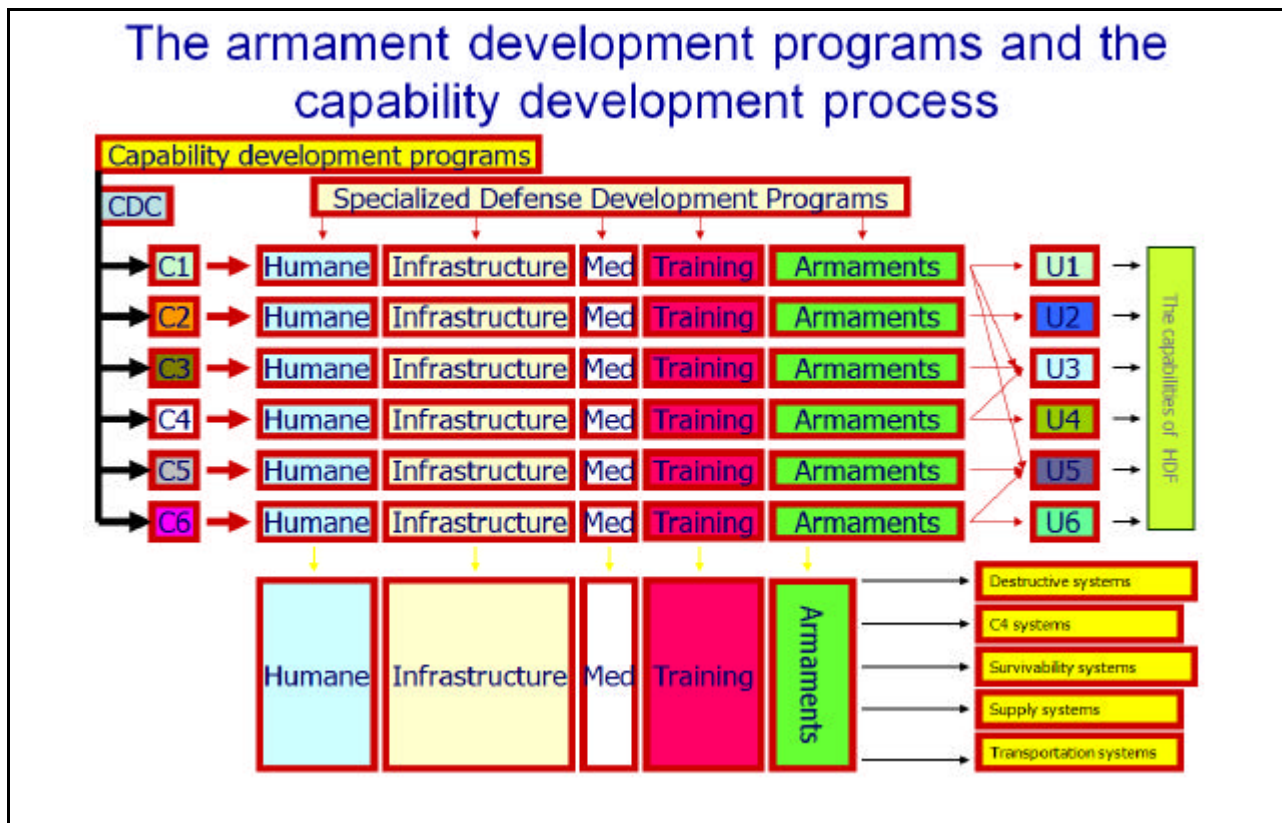 The armament development programs and the
capability development process
Capability development programs
CDC
Specialized Defense Development Programs
C1 Humane Infrastructure Med Training Armaments U1
C2 Humane Infrastructure Med Training Armaments U2
C3 Humane Infrastructure Med Training Armaments U3
C4 Humane Infrastructure Med Training Armaments U4
C5 Humane Infrastructure Med Training Armaments U5
C6 Humane Infrastructure Med Training Armaments U6
The capabilities of HDF
Humane Infrastructure Med Training Armaments
Destructive systems
C4 systems
Survivability systems
Supply systems
Transportation systems